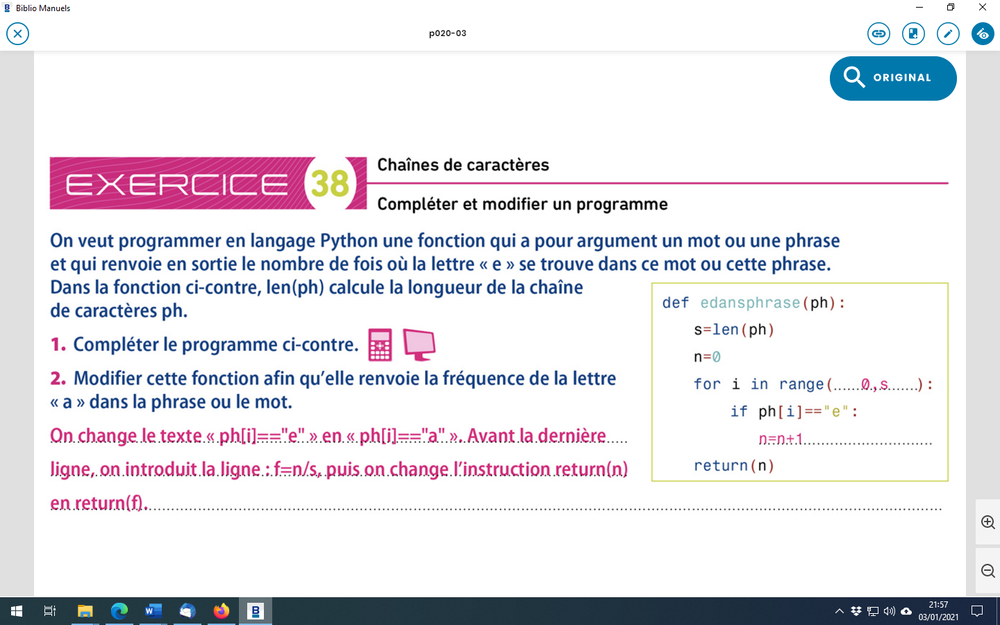 Biblio Manuels
p020-03
ORIGINAL
EXERCICE 38
Chaînes de caractères
Compléter et modifier un programme
On veut programmer en langage Python une fonction qui a pour argument un mot ou une phrase
et qui renvoie en sortie le nombre de fois où la lettre « e » se trouve dans ce mot ou cette phrase.
Dans la fonction ci-contre, len(ph) calcule la longueur de la chaîne
de caractères ph.
1. Compléter le programme ci-contre.
2. Modifier cette fonction afin qu’elle renvoie la fréquence de la lettre
« a » dans la phrase ou le mot.
On change le texte « ph[i]=="e" » en « ph[i]=="a" ». Avant la dernière
ligne, on introduit la ligne : f=n/s, puis on change l’instruction return(n)
en return(f).
def edansphrase(ph):
s=len(ph)
n=0
for i in range(......0,s......):
if ph[i]=="e":
n=n+1
return(n)
21:57
03/01/2021